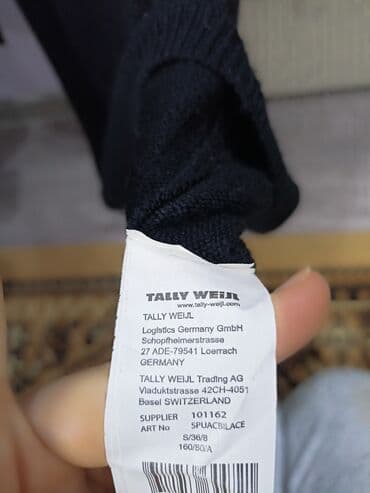 TALLY WEIJL
www.tally-weijl.com
TALLY WEIJL
Logistics Germany GmbH
Schopfheimerstrasse
27 ADE-79541 Loerrach
GERMANY
TALLY WEIJL Trading AG
Viaduktstrasse 42CH-4051
Basel SWITZERLAND
SUPPLIER 101162
ART No SPUACBILACE
S/36/8
160/80/A